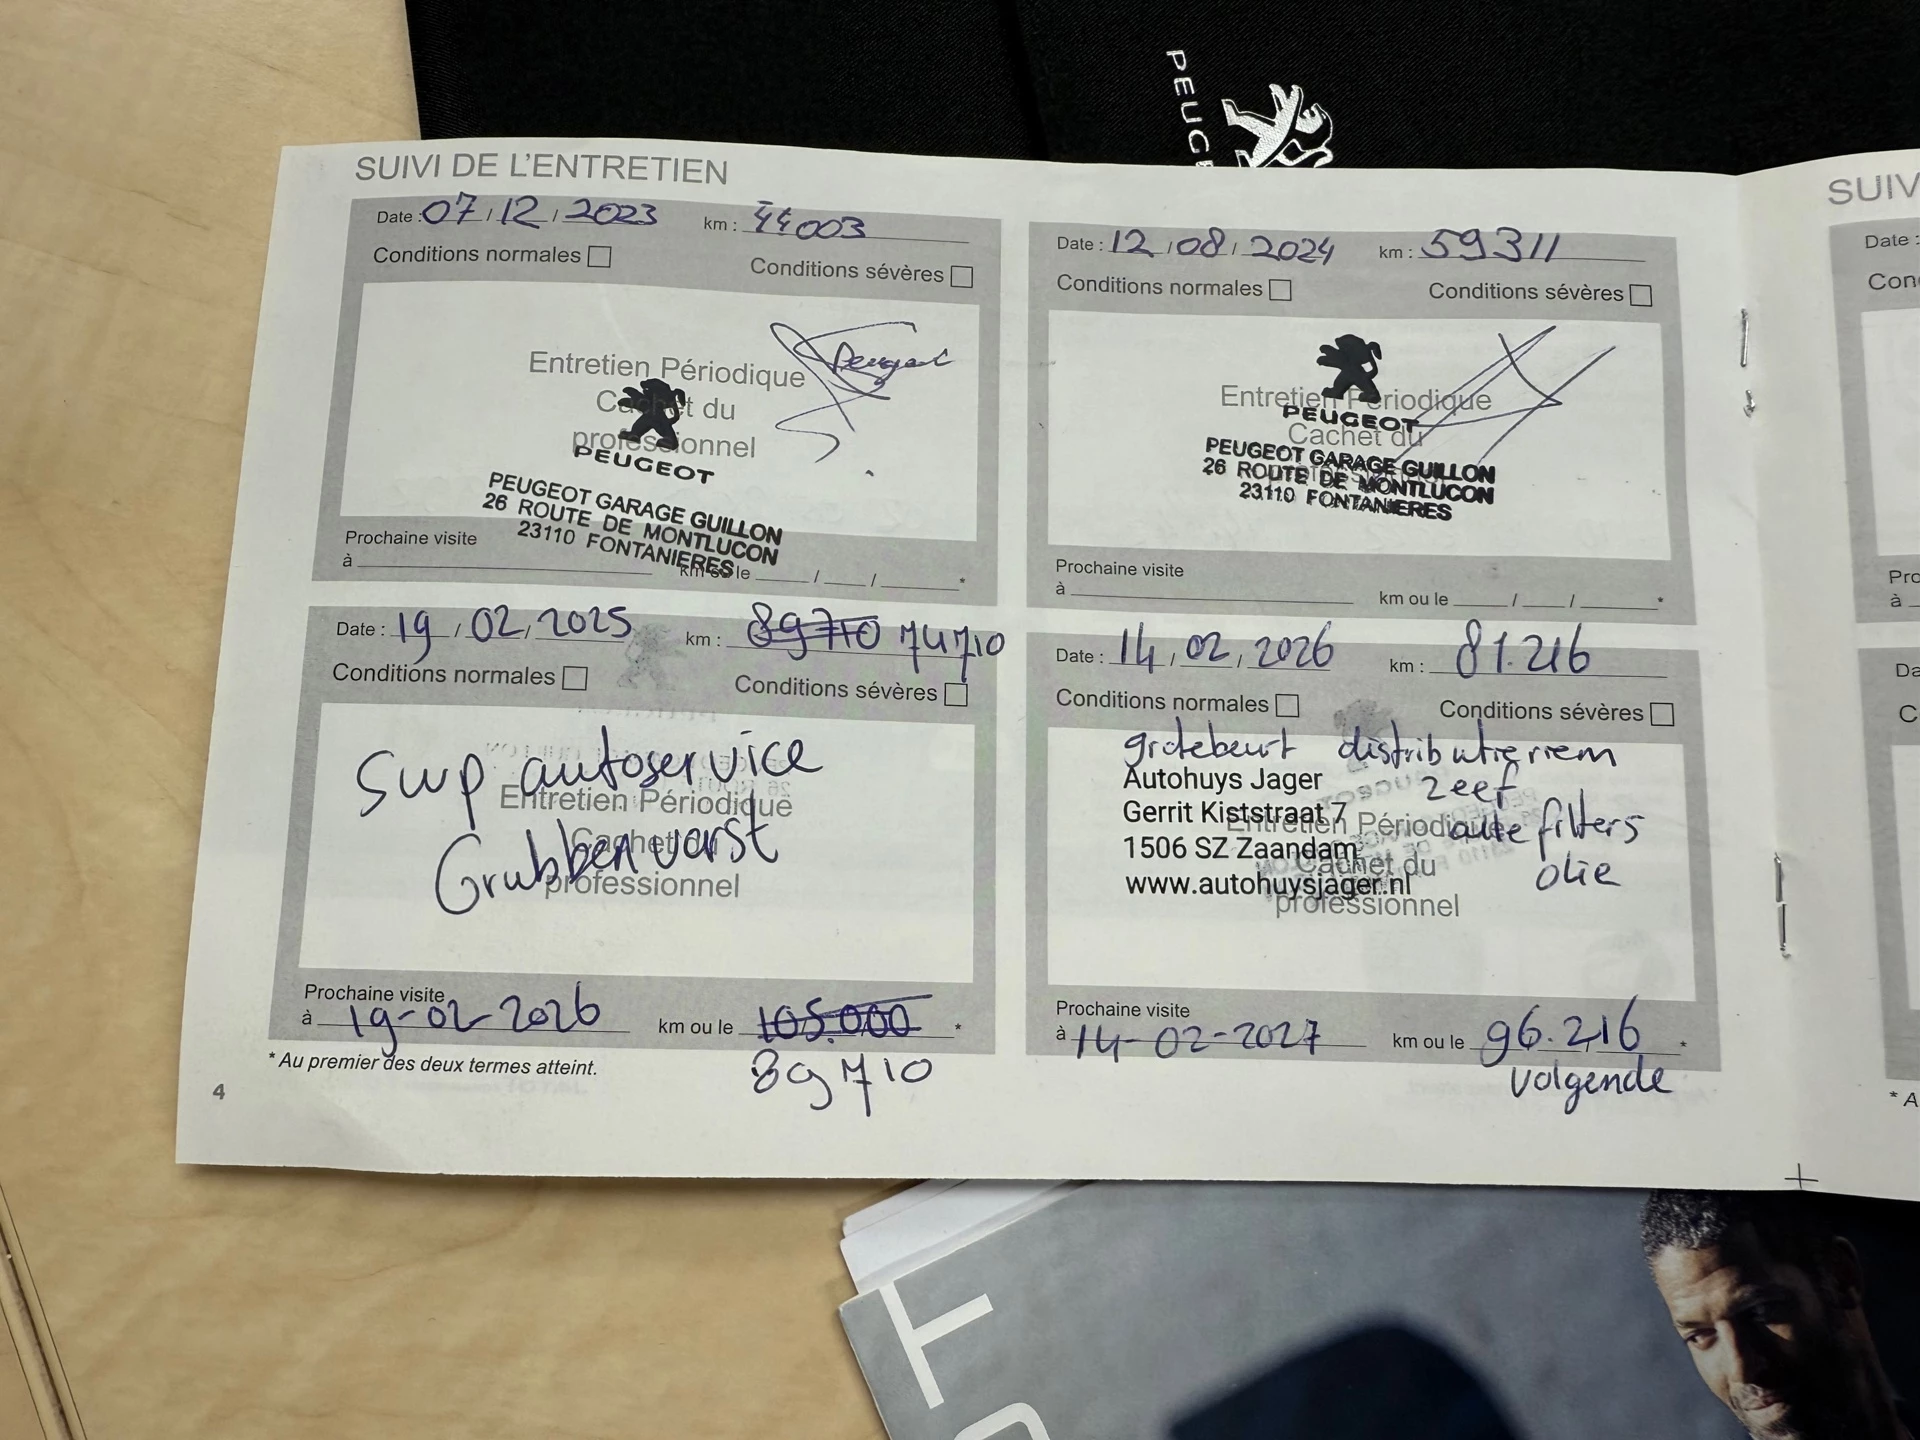 PEUG
SUIVI DE L'ENTRETIEN
Date : 07 / 12 / 2023 km : 44003
Conditions normales
Conditions sévères
Entretien Périodique
Cachet du
professionnel
Peugeot
PEUGEOT
PEUGEOT GARAGE GUILLON
26 ROUTE DE MONTLUCON
23110 FONTANIERES
Prochaine visite
à km ou le / / *
Date : 12 / 08 / 2024 km : 59311
Conditions normales
Conditions sévères
Entretien Périodique
Cachet du
PEUGEOT
PEUGEOT GARAGE GUILLON
26 ROUTE DE MONTLUCON
23110 FONTANIERES
Prochaine visite
à km ou le / / *
Date : 19 / 02 / 2025 km : 89710 74710
Conditions normales
Conditions sévères
Swp autoservice
Grubbenvorst
Entretien Périodique
Cachet du
professionnel
Prochaine visite
à 19-02-2026 km ou le 105.000 *
89710
Date : 14 / 02 / 2026 km : 81.216
Conditions normales
Conditions sévères
grotebeurt distributieriem
zeef
alle filters
olie
Autohuys Jager
Gerrit Kiststraat 7
1506 SZ Zaandam
www.autohuysjager.nl
Entretien Périodique
Cachet du
professionnel
Prochaine visite
à 14-02-2027 km ou le 96.216 *
volgende
* Au premier des deux termes atteint.
4
SUIV
Date :
Con
Pro
à
Da
C
* A